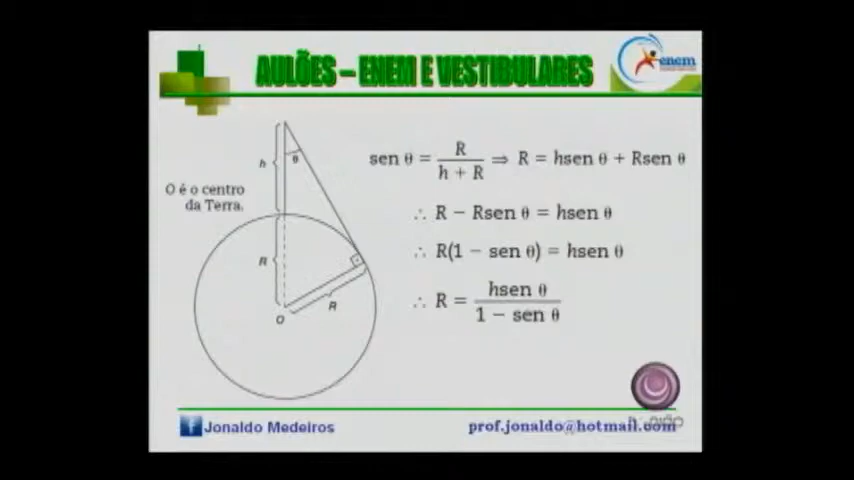 AULÕES – ENEM E VESTIBULARES
enem
h
θ
O é o centro
da Terra.
R
R
O
sen θ = R / (h + R) ⇒ R = hsen θ + Rsen θ
∴ R − Rsen θ = hsen θ
∴ R(1 − sen θ) = hsen θ
∴ R = hsen θ / (1 − sen θ)
Jonaldo Medeiros
prof.jonaldo@hotmail.com